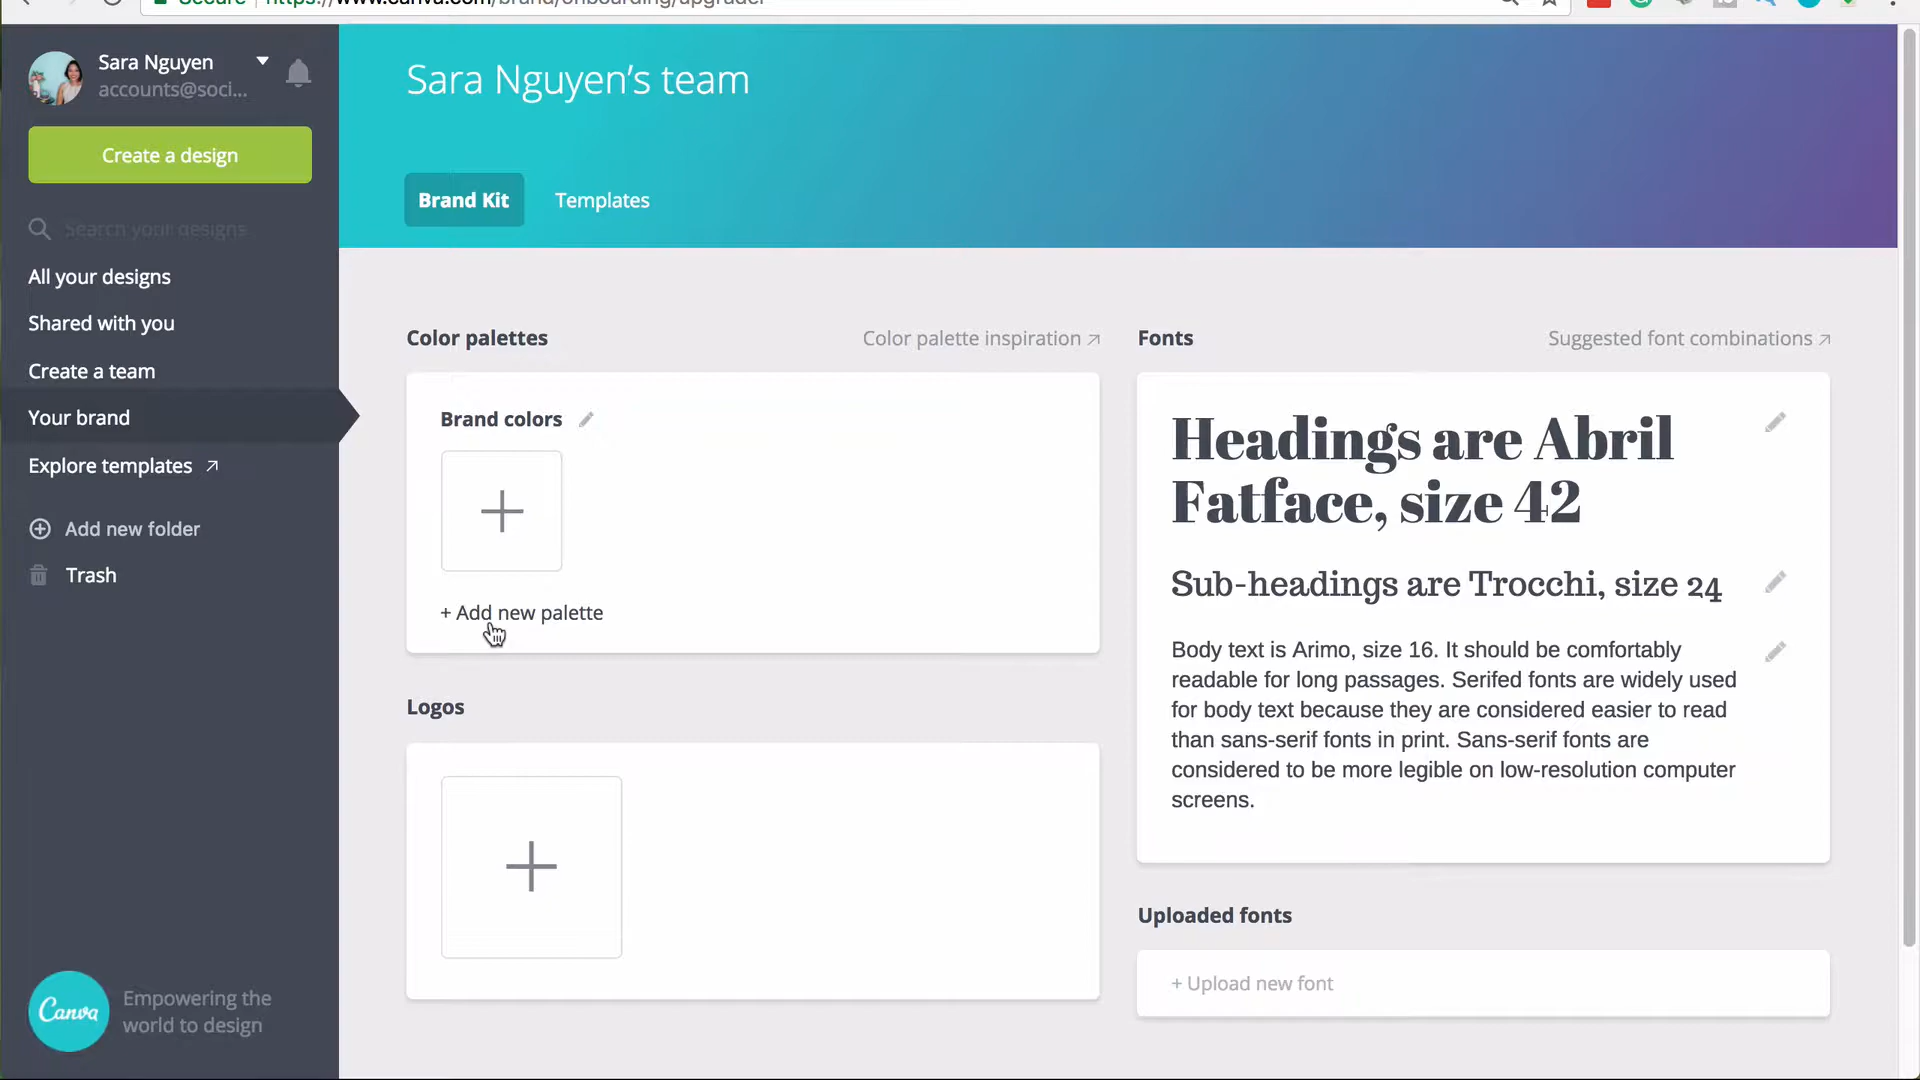 Sara Nguyen
accounts@soci...
Create a design
Search your designs
All your designs
Shared with you
Create a team
Your brand
Explore templates
Add new folder
Trash
Canva
Empowering the
world to design
Sara Nguyen's team
Brand Kit
Templates
Color palettes
Color palette inspiration
Brand colors
+ Add new palette
Logos
Fonts
Suggested font combinations
Headings are Abril
Fatface, size 42
Sub-headings are Trocchi, size 24
Body text is Arimo, size 16. It should be comfortably
readable for long passages. Serifed fonts are widely used
for body text because they are considered easier to read
than sans-serif fonts in print. Sans-serif fonts are
considered to be more legible on low-resolution computer
screens.
Uploaded fonts
+ Upload new font